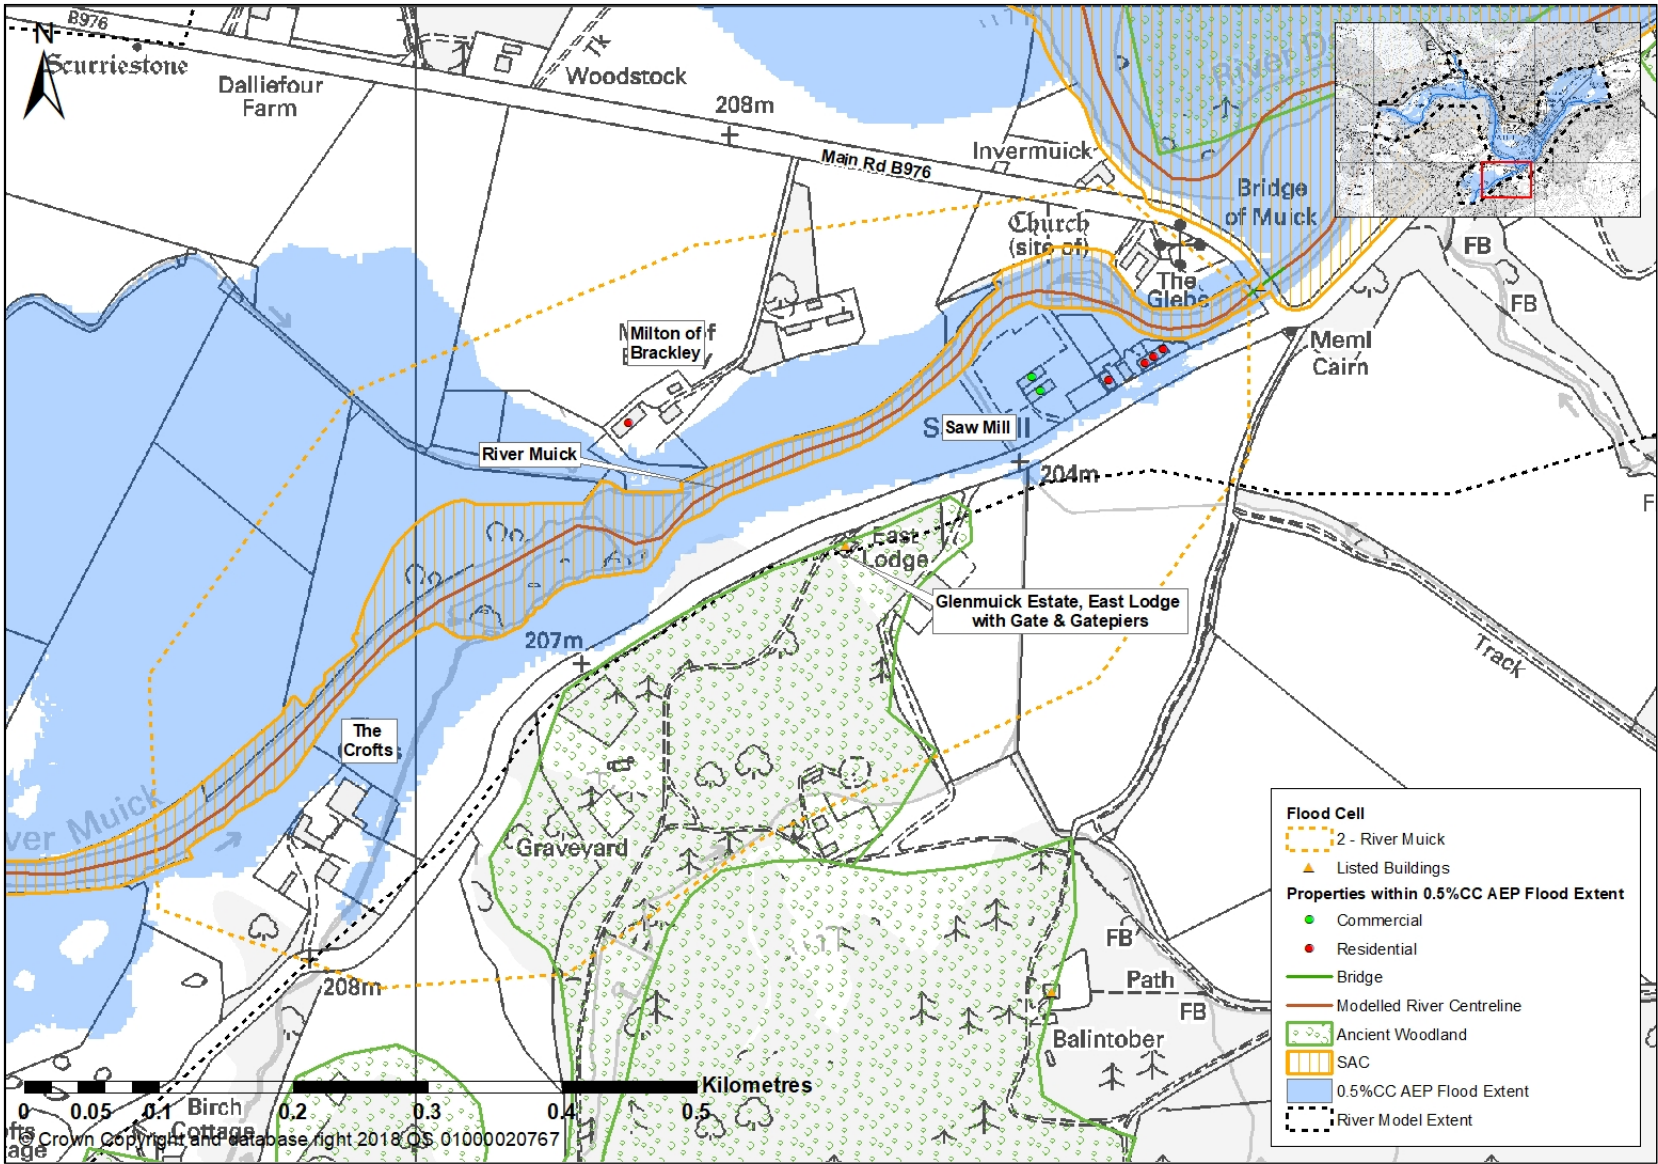 B976
N
Scurriestone
Dalliefour
Farm
Tk
Woodstock
208m
Main Rd B976
Invermuick
River D
Bridge
of Muick
Church
(site of)
The
Glebe
FB
FB
Meml
Cairn
Milton of
Brackley
River Muick
Saw Mill
204m
F
East
Lodge
Glenmuick Estate, East Lodge
with Gate & Gatepiers
207m
Track
The
Crofts
ver Muick
Graveyard
208m
FB
Path
FB
Balintober
Flood Cell
2 - River Muick
Listed Buildings
Properties within 0.5%CC AEP Flood Extent
Commercial
Residential
Bridge
Modelled River Centreline
Ancient Woodland
SAC
0.5%CC AEP Flood Extent
River Model Extent
Kilometres
0 0.05 0.1 0.2 0.3 0.4 0.5
Birch
Cottage
fts
age
© Crown Copyright and database right 2018 OS 01000020767